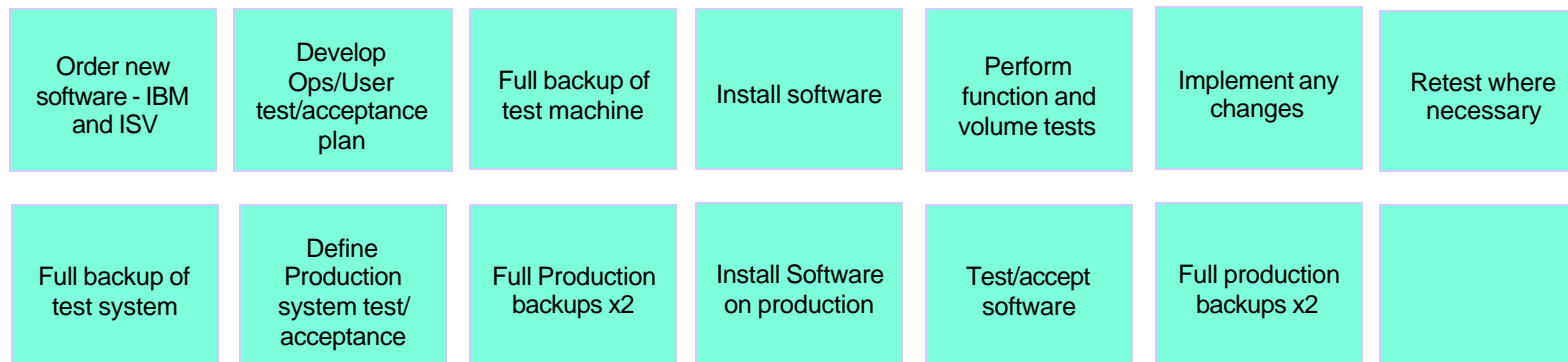 Order new
software - IBM
and ISV
Develop
Ops/User
test/acceptance
plan
Full backup of
test machine
Install software
Perform
function and
volume tests
Implement any
changes
Retest where
necessary
Full backup of
test system
Define
Production
system test/
acceptance
Full Production
backups x2
Install Software
on production
Test/accept
software
Full production
backups x2